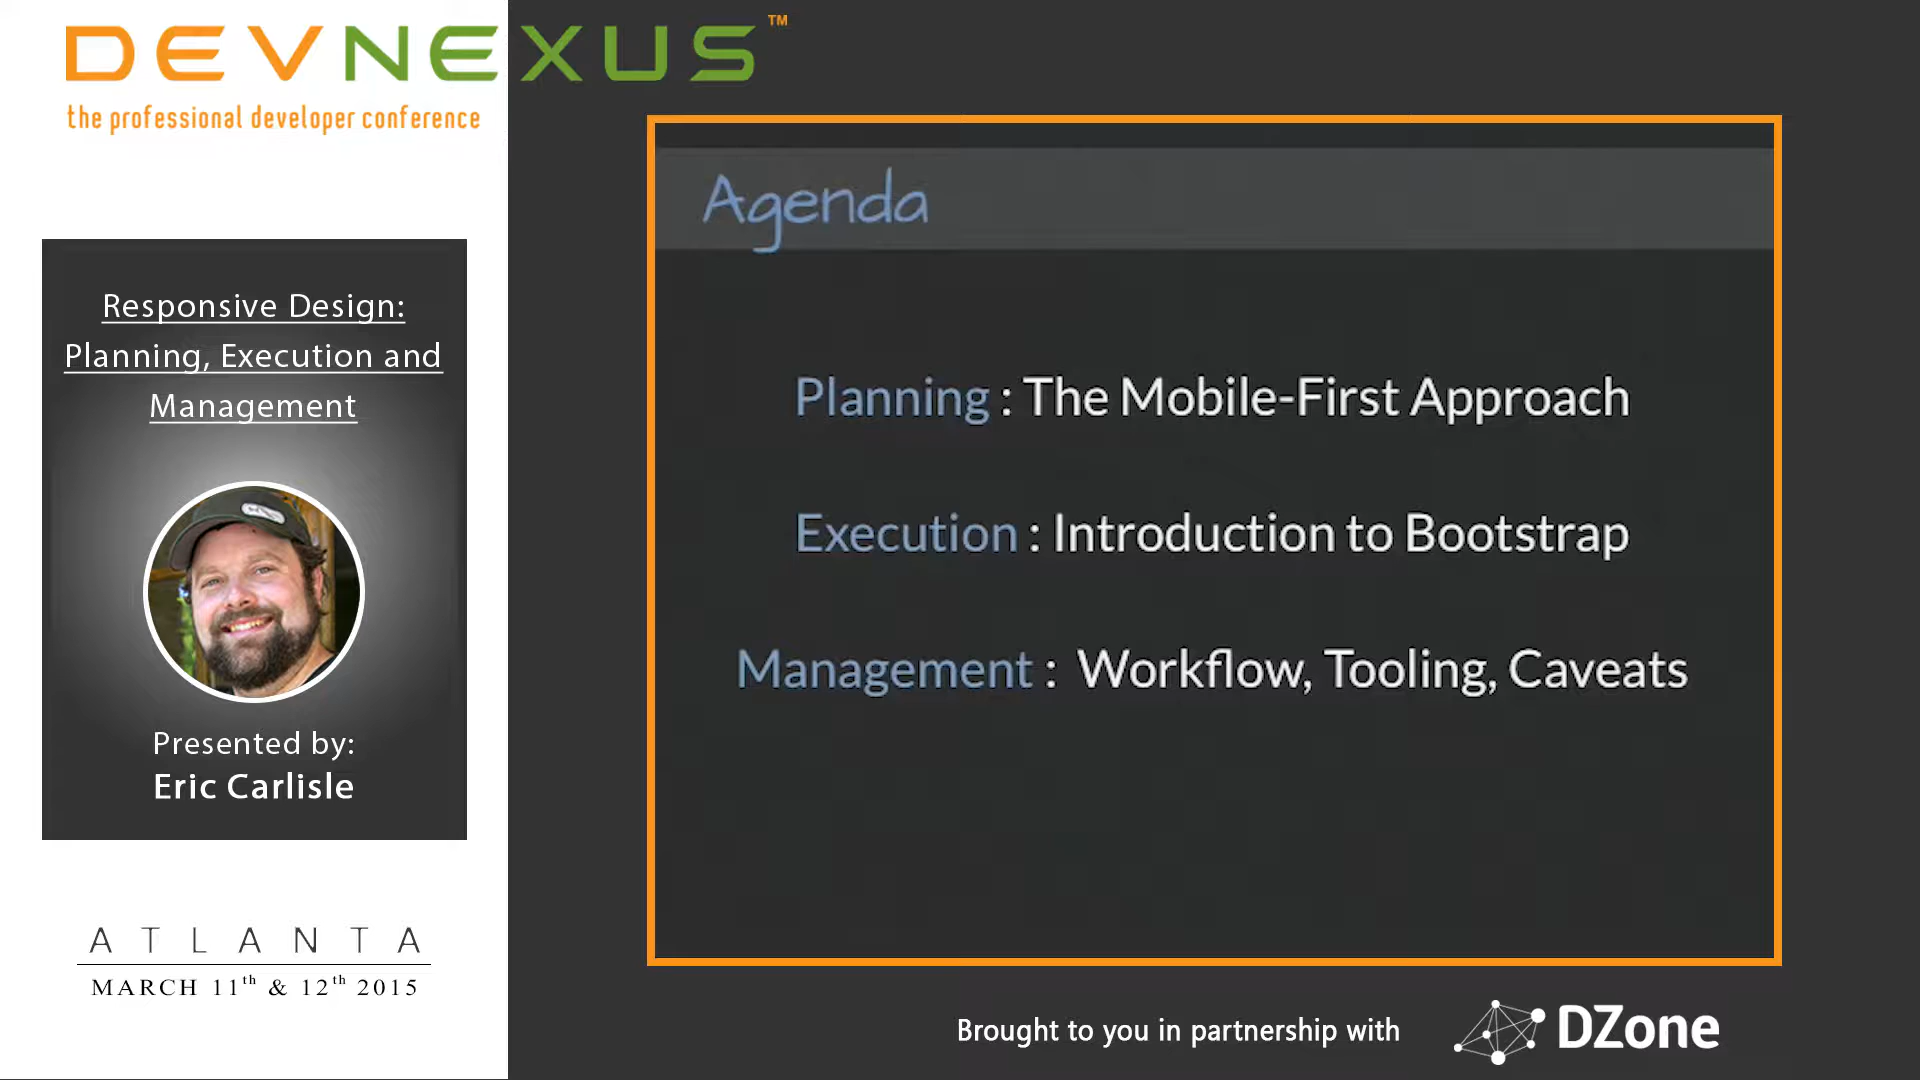 DEVNEXUS™
the professional developer conference
Responsive Design:
Planning, Execution and
Management
Presented by:
Eric Carlisle
ATLANTA
MARCH 11th & 12th 2015
Agenda
Planning : The Mobile-First Approach
Execution : Introduction to Bootstrap
Management : Workflow, Tooling, Caveats
Brought to you in partnership with
DZone